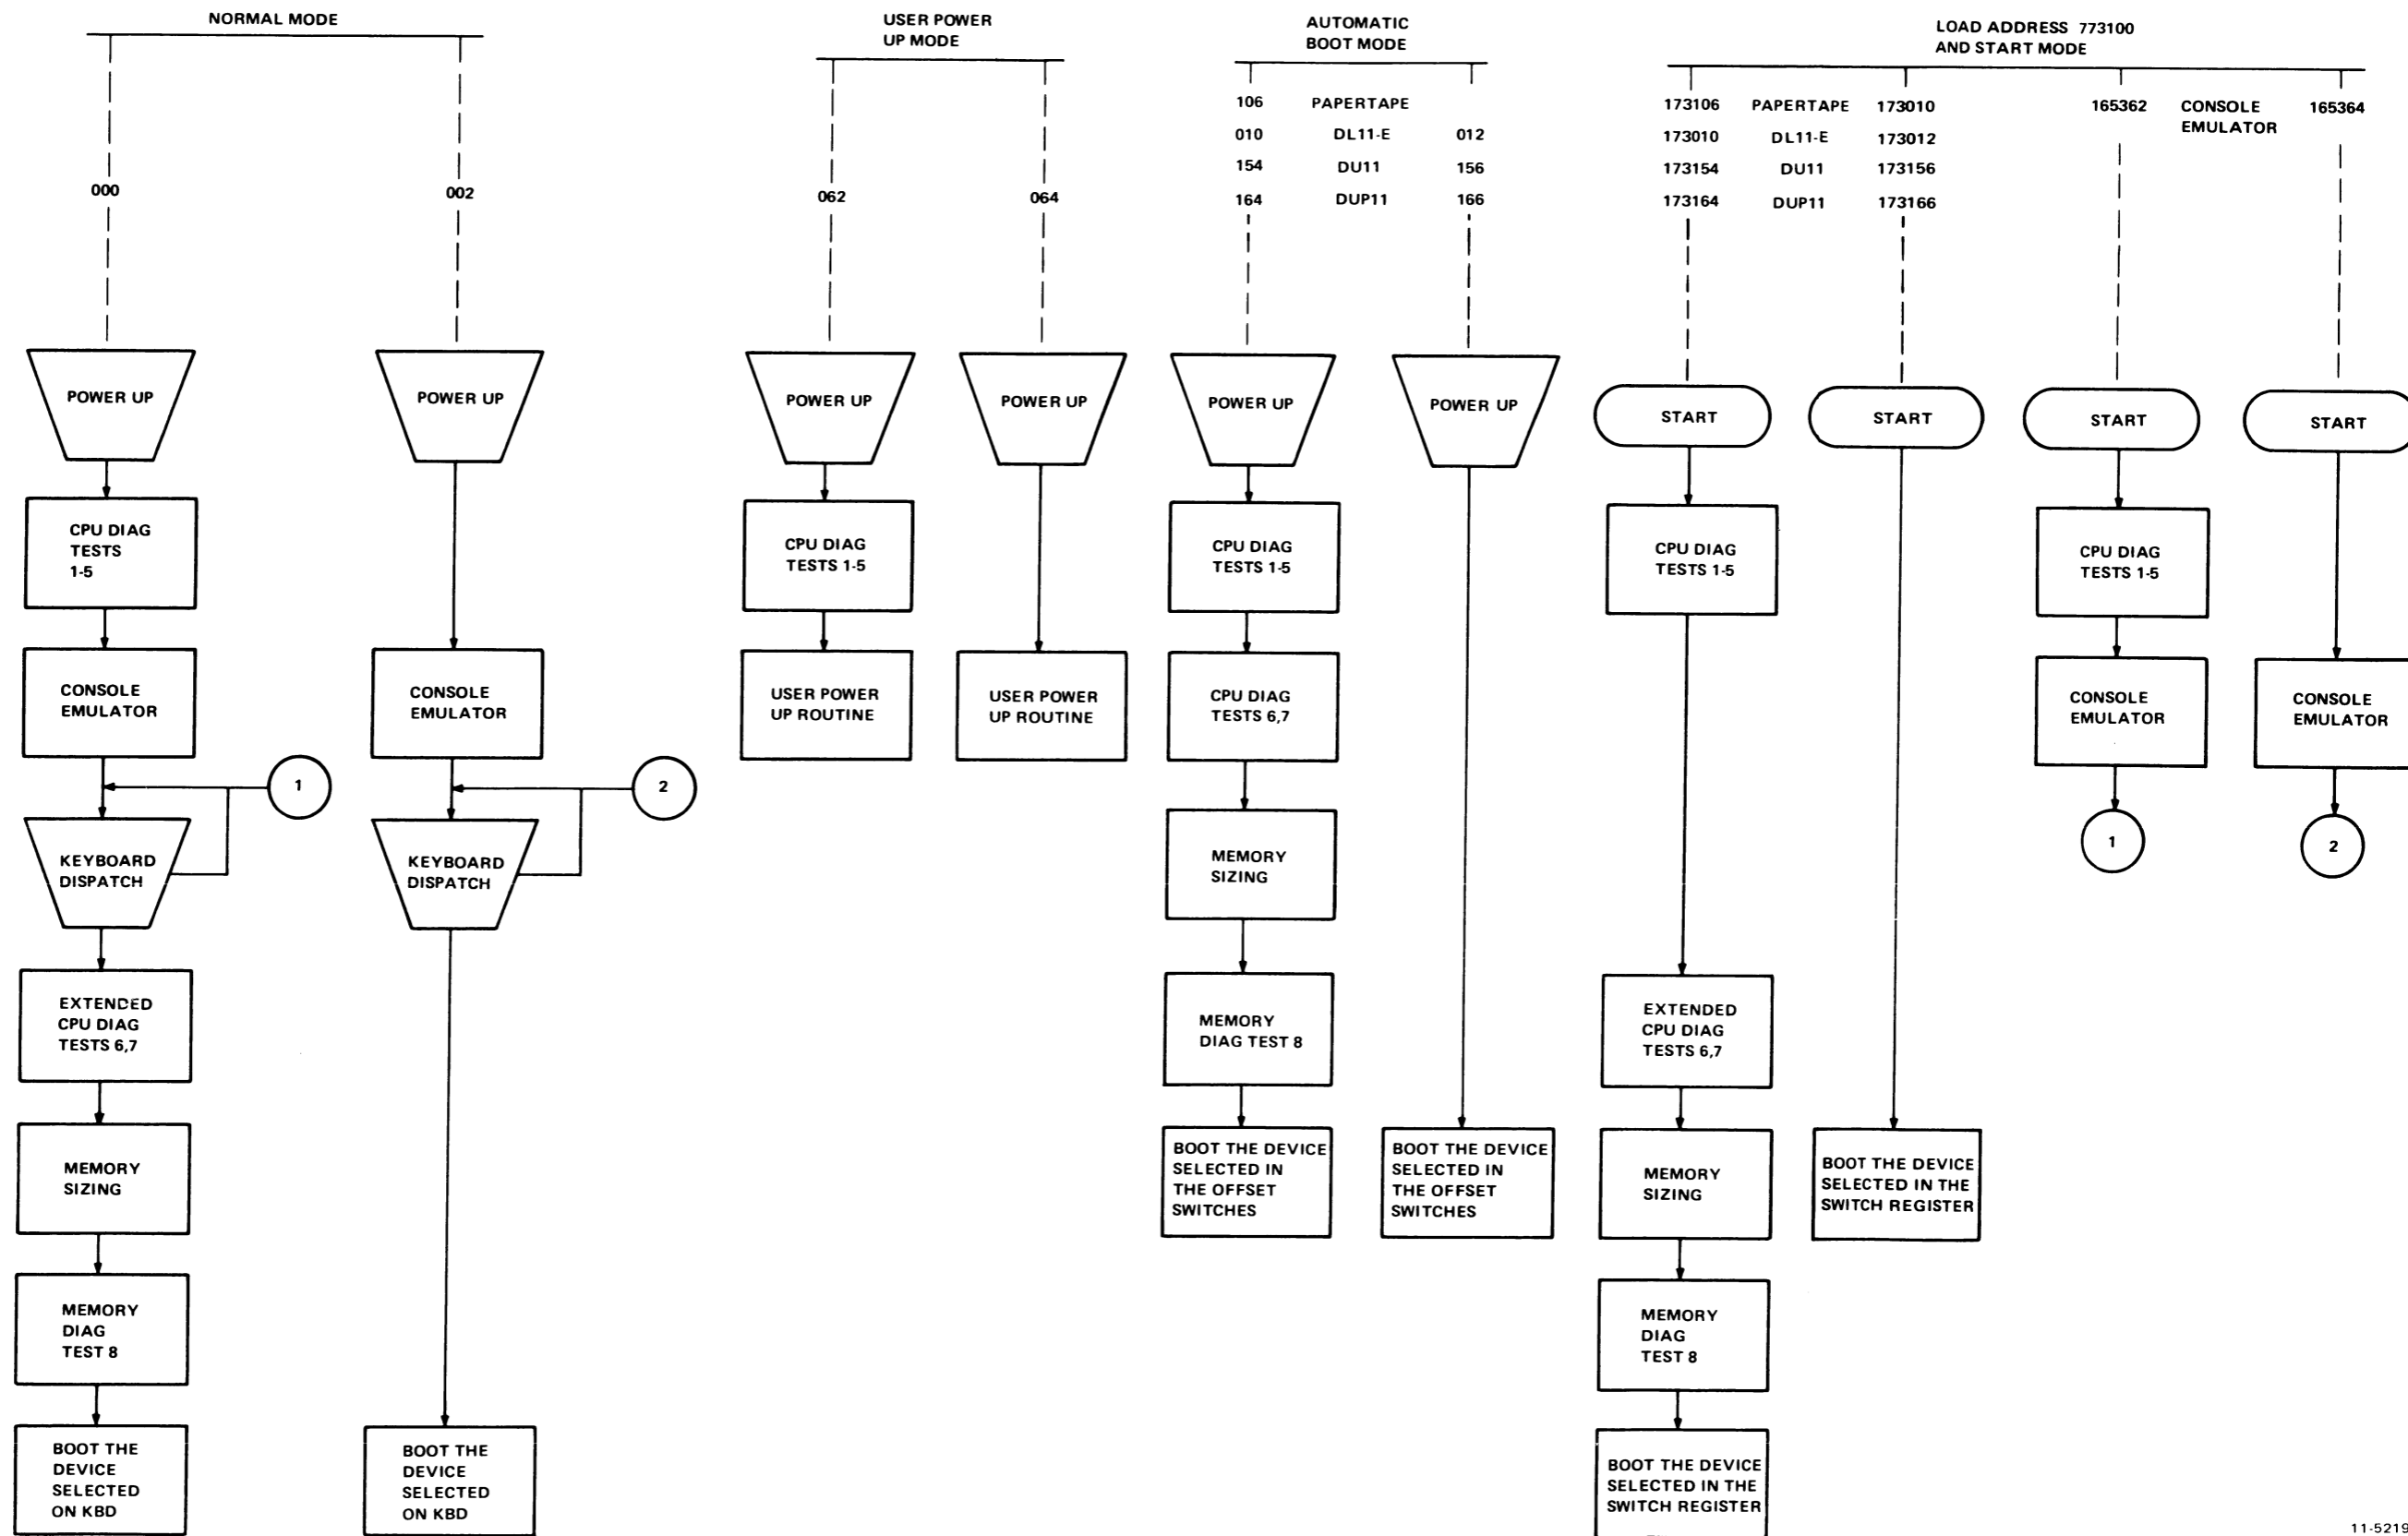 NORMAL MODE
000
002
POWER UP
POWER UP
CPU DIAG
TESTS
1-5
CONSOLE
EMULATOR
CONSOLE
EMULATOR
1
2
KEYBOARD
DISPATCH
KEYBOARD
DISPATCH
EXTENDED
CPU DIAG
TESTS 6,7
MEMORY
SIZING
MEMORY
DIAG
TEST 8
BOOT THE
DEVICE
SELECTED
ON KBD
BOOT THE
DEVICE
SELECTED
ON KBD
USER POWER
UP MODE
062
064
POWER UP
POWER UP
CPU DIAG
TESTS 1-5
USER POWER
UP ROUTINE
USER POWER
UP ROUTINE
AUTOMATIC
BOOT MODE
106 PAPERTAPE
010 DL11-E 012
154 DU11 156
164 DUP11 166
POWER UP
POWER UP
CPU DIAG
TESTS 1-5
CPU DIAG
TESTS 6,7
MEMORY
SIZING
MEMORY
DIAG TEST 8
BOOT THE DEVICE
SELECTED IN
THE OFFSET
SWITCHES
BOOT THE DEVICE
SELECTED IN
THE OFFSET
SWITCHES
LOAD ADDRESS 773100
AND START MODE
173106 PAPERTAPE 173010
173010 DL11-E 173012
173154 DU11 173156
173164 DUP11 173166
165362 CONSOLE 165364
EMULATOR
START
START
START
START
CPU DIAG
TESTS 1-5
CPU DIAG
TESTS 1-5
CONSOLE
EMULATOR
CONSOLE
EMULATOR
1
2
EXTENDED
CPU DIAG
TESTS 6,7
MEMORY
SIZING
BOOT THE DEVICE
SELECTED IN THE
SWITCH REGISTER
MEMORY
DIAG
TEST 8
BOOT THE DEVICE
SELECTED IN THE
SWITCH REGISTER
11-5219